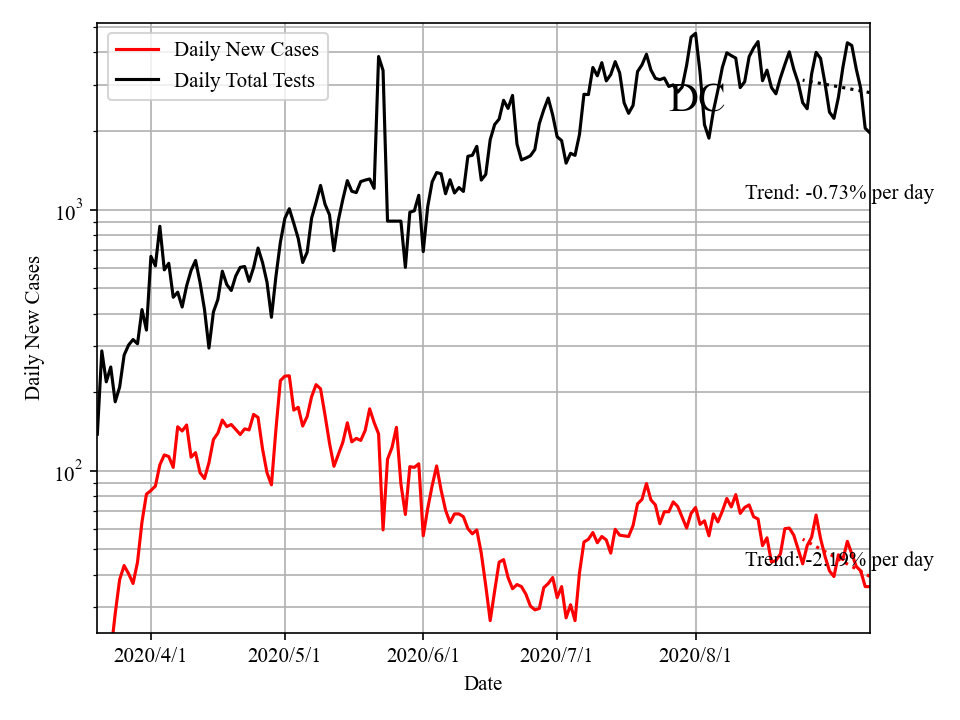 Daily New Cases
Daily Total Tests
DC
Trend: -0.73% per day
Trend: -2.19% per day
10³
10²
Daily New Cases
2020/4/1 2020/5/1 2020/6/1 2020/7/1 2020/8/1
Date